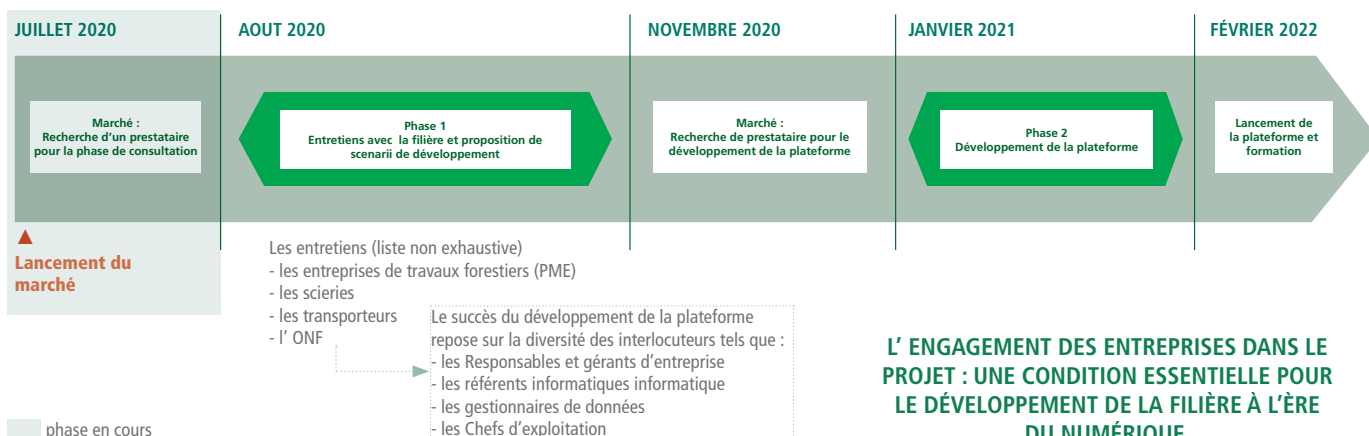 JUILLET 2020
AOUT 2020
NOVEMBRE 2020
JANVIER 2021
FÉVRIER 2022
Marché :
Recherche d'un prestataire
pour la phase de consultation
Phase 1
Entretiens avec la filière et proposition de
scenarii de développement
Marché :
Recherche de prestataire pour le
développement de la plateforme
Phase 2
Développement de la plateforme
Lancement de
la plateforme et
formation
Lancement du
marché
Les entretiens (liste non exhaustive)
- les entreprises de travaux forestiers (PME)
- les scieries
- les transporteurs
- l' ONF
Le succès du développement de la plateforme
repose sur la diversité des interlocuteurs tels que :
- les Responsables et gérants d'entreprise
- les référents informatiques informatique
- les gestionnaires de données
- les Chefs d'exploitation
L' ENGAGEMENT DES ENTREPRISES DANS LE
PROJET : UNE CONDITION ESSENTIELLE POUR
LE DÉVELOPPEMENT DE LA FILIÈRE À L'ÈRE
DU NUMÉRIQUE
phase en cours